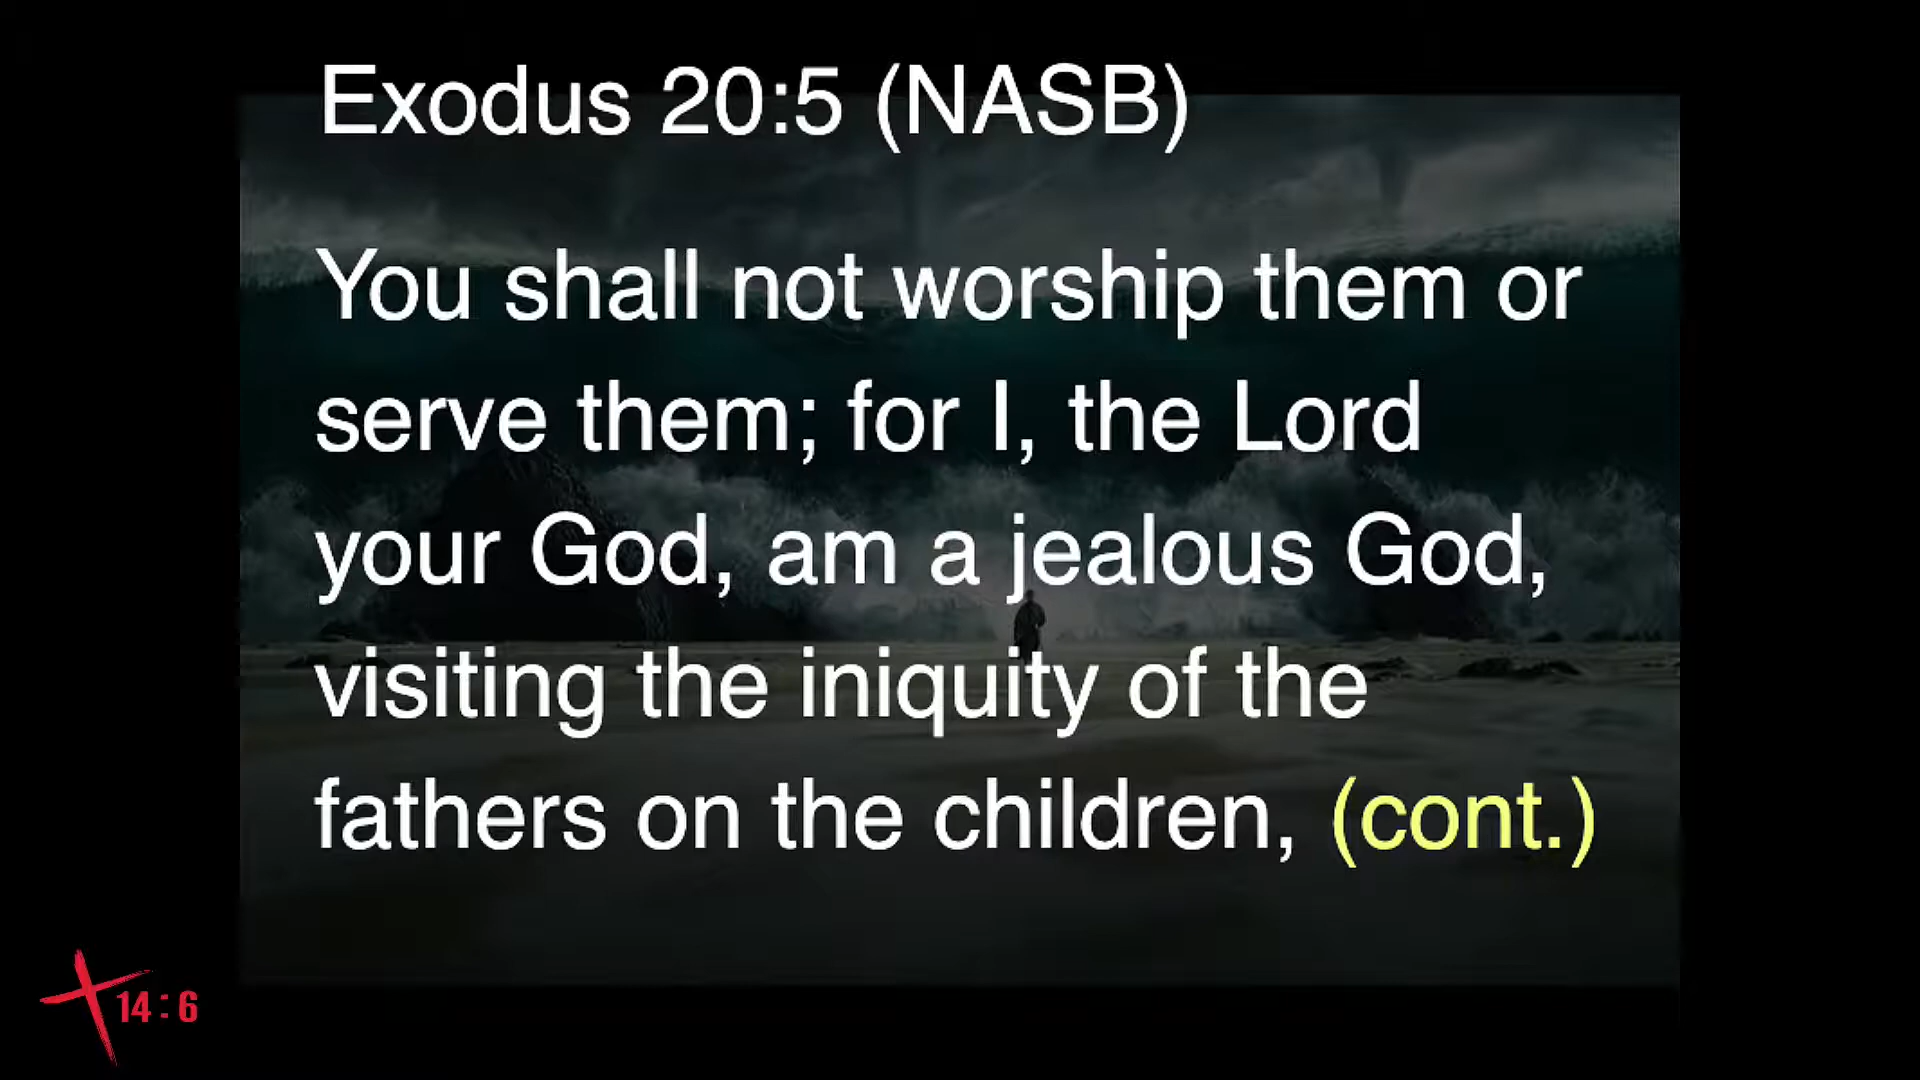 Exodus 20:5 (NASB)
You shall not worship them or
serve them; for I, the Lord
your God, am a jealous God,
visiting the iniquity of the
fathers on the children, (cont.)
14:6